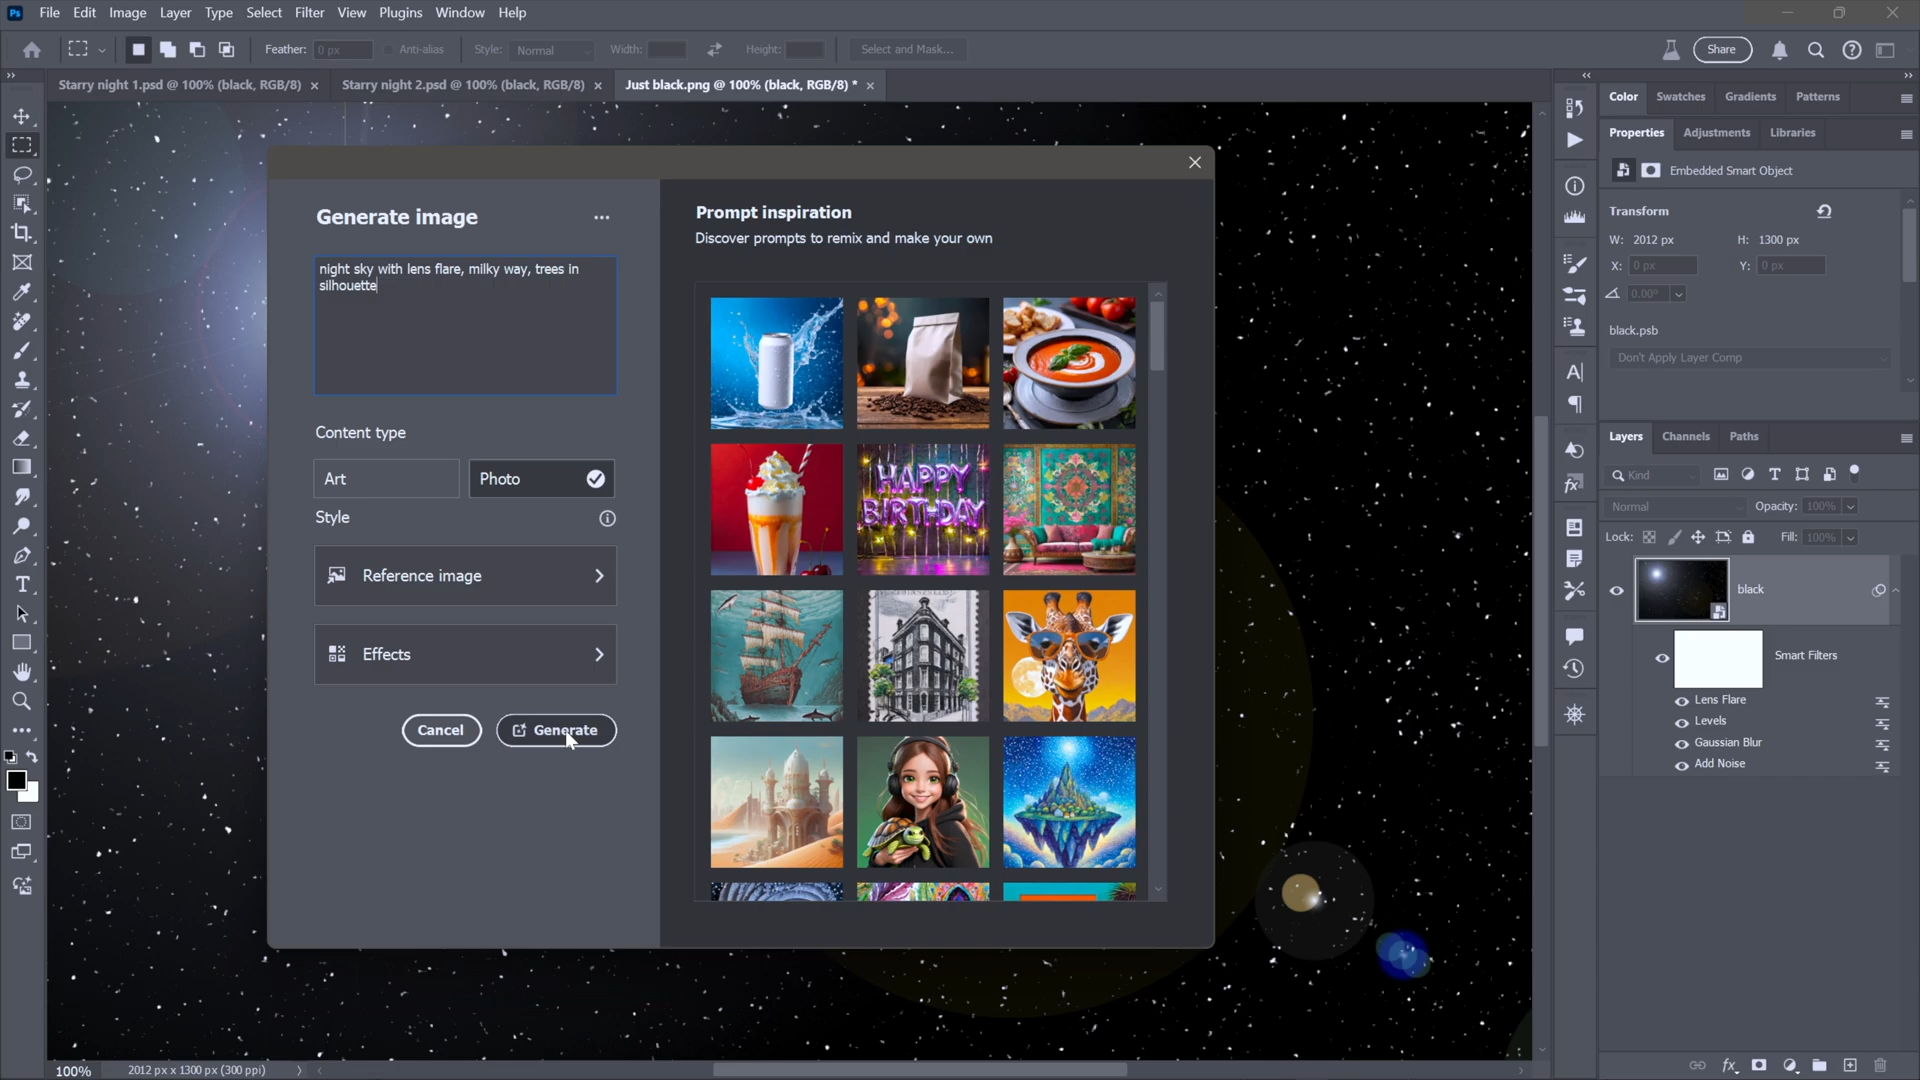 Ps File Edit Image Layer Type Select Filter View Plugins Window Help
Feather: 0 px Anti-alias Style: Normal Width: Height: Select and Mask... Share
Starry night 1.psd @ 100% (black, RGB/8) × Starry night 2.psd @ 100% (black, RGB/8) × Just black.png @ 100% (black, RGB/8) * ×
Generate image
night sky with lens flare, milky way, trees in
silhouette
Content type
Art Photo
Style
Reference image
Effects
Cancel Generate
Prompt inspiration
Discover prompts to remix and make your own
HAPPY
BIRTHDAY
Color Swatches Gradients Patterns
Properties Adjustments Libraries
Embedded Smart Object
Transform
W: 2012 px H: 1300 px
X: 0 px Y: 0 px
0.00°
black.psb
Don't Apply Layer Comp
Layers Channels Paths
Kind
Normal Opacity: 100%
Lock: Fill: 100%
black
Smart Filters
Lens Flare
Levels
Gaussian Blur
Add Noise
100% 2012 px x 1300 px (300 ppi)